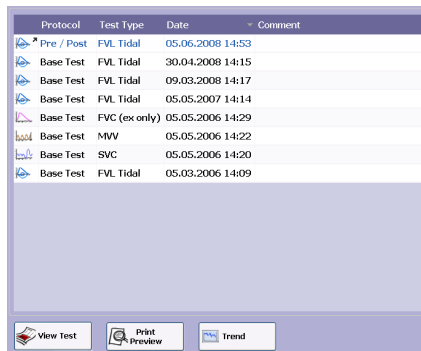 Protocol Test Type Date Comment
Pre / Post FVL Tidal 05.06.2008 14:53
Base Test FVL Tidal 30.04.2008 14:15
Base Test FVL Tidal 09.03.2008 14:17
Base Test FVL Tidal 05.05.2007 14:14
Base Test FVC (ex only) 05.05.2006 14:29
Base Test MVV 05.05.2006 14:22
Base Test SVC 05.05.2006 14:20
Base Test FVL Tidal 05.03.2006 14:09
View Test
Print
Preview
Trend